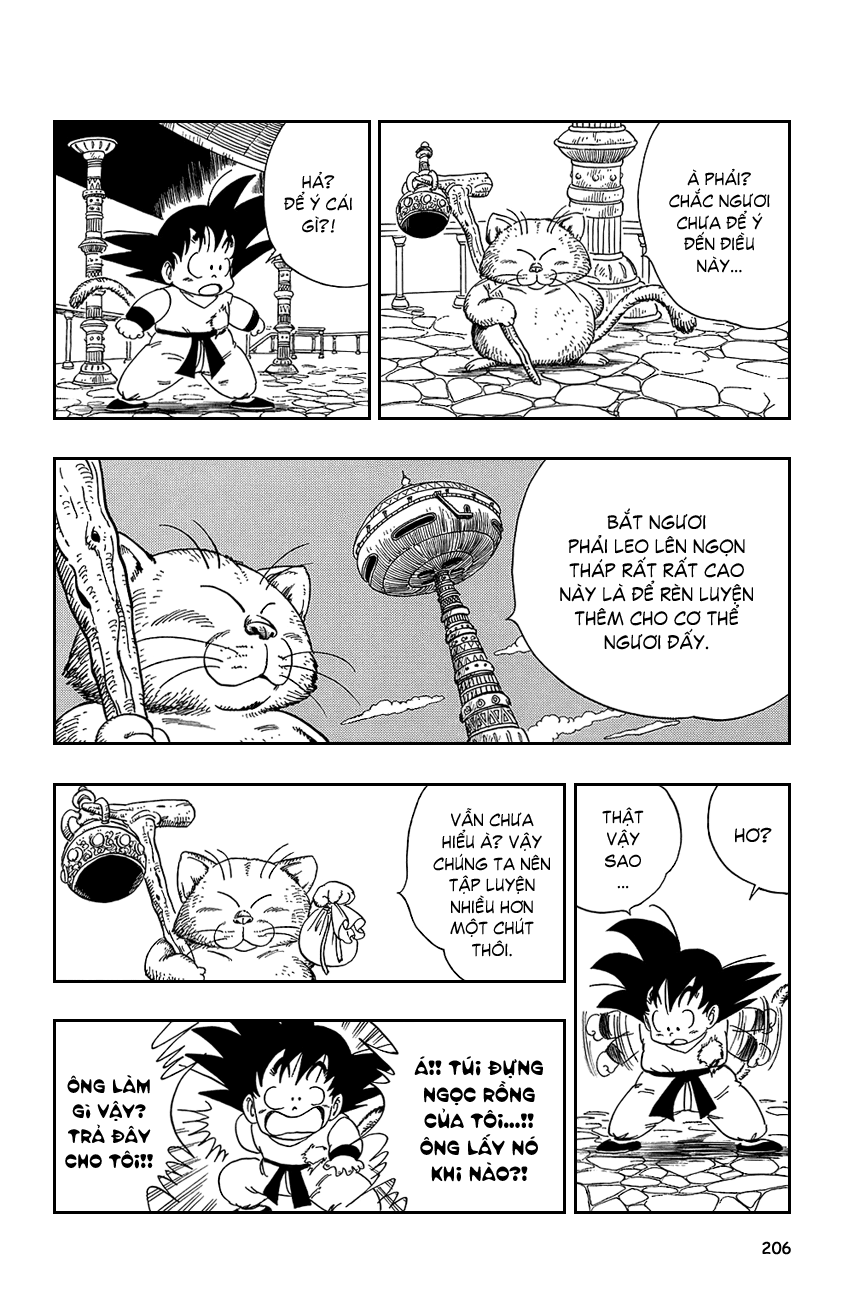 À PHẢI?
CHẮC NGƯƠI
CHƯA ĐỂ Ý
ĐẾN ĐIỀU
NÀY...
HẢ?
ĐỂ Ý CÁI
GÌ?!
BẮT NGƯƠI
PHẢI LEO LÊN NGỌN
THÁP RẤT RẤT CAO
NÀY LÀ ĐỂ RÈN LUYỆN
THÊM CHO CƠ THỂ
NGƯƠI ĐẤY.
HƠ?
THẬT
VẬY
SAO
...
VẪN CHƯA
HIỂU À? VẬY
CHÚNG TA NÊN
TẬP LUYỆN
NHIỀU HƠN
MỘT CHÚT
THÔI.
Á!! TÚI ĐỰNG
NGỌC RỒNG
CỦA TÔI...!!
ÔNG LẤY NÓ
KHI NÀO?!
ÔNG LÀM
GÌ VẬY?
TRẢ ĐÂY
CHO TÔI!!
206